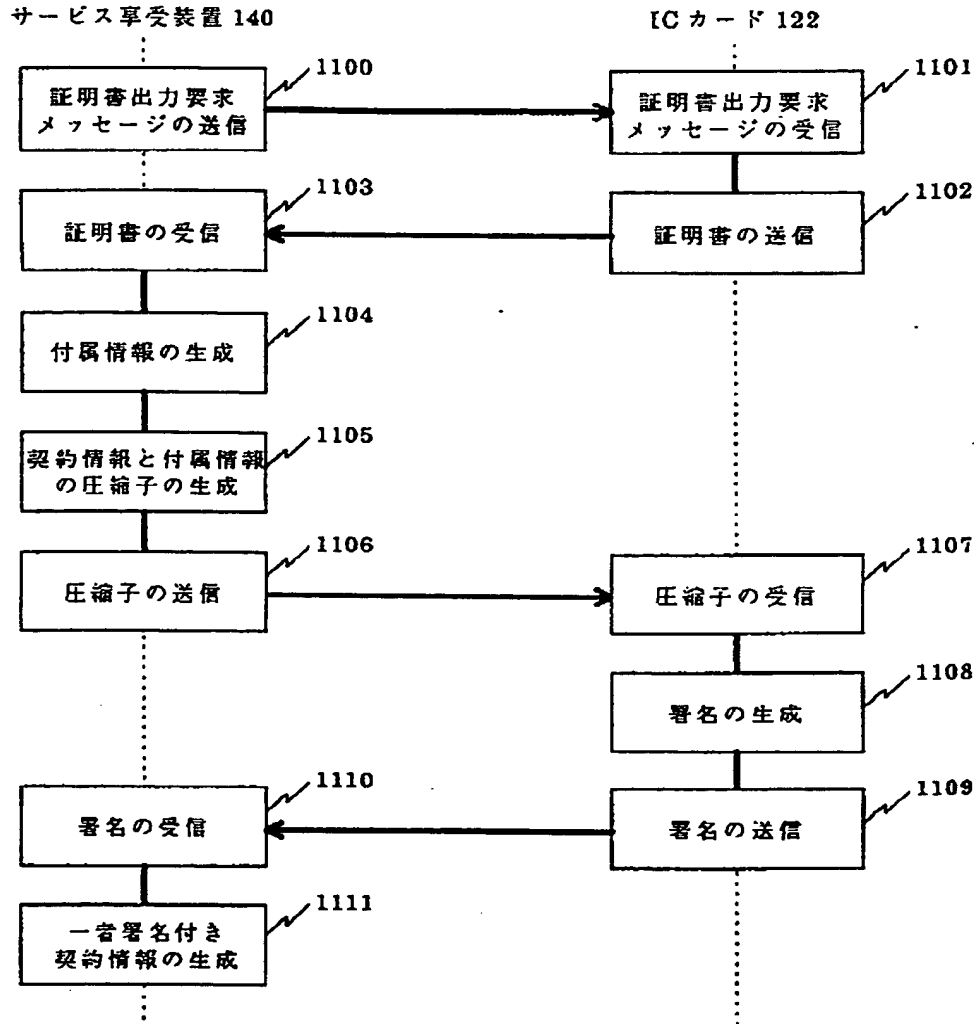 サービス享受装置 140
ICカード 122
1100
証明書出力要求
メッセージの送信
1101
証明書出力要求
メッセージの受信
1103
証明書の受信
1102
証明書の送信
1104
付属情報の生成
1105
契約情報と付属情報
の圧縮子の生成
1106
圧縮子の送信
1107
圧縮子の受信
1108
署名の生成
1110
署名の受信
1109
署名の送信
1111
一者署名付き
契約情報の生成